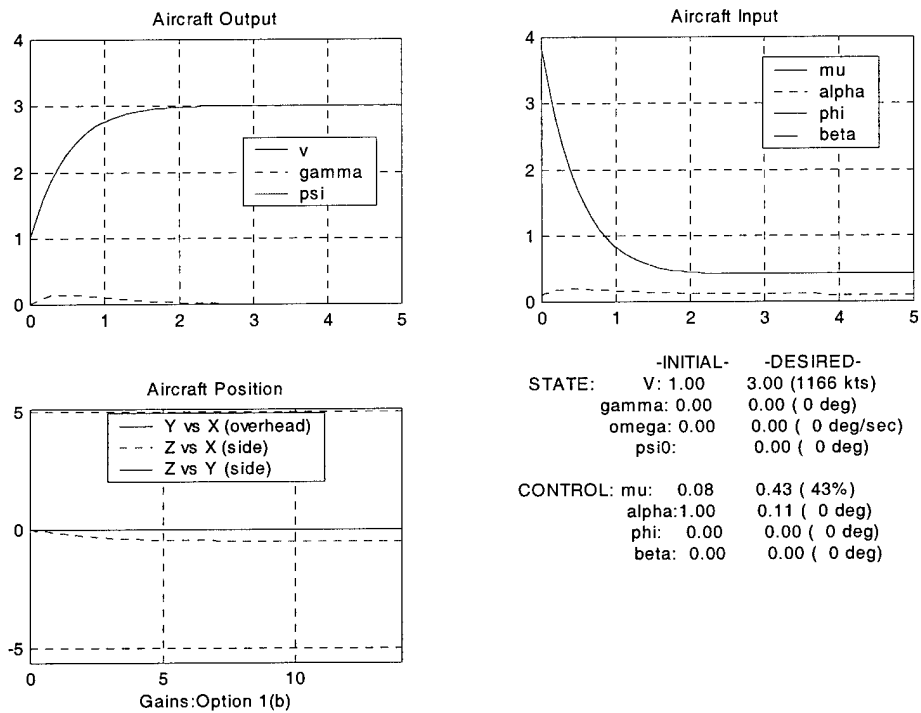 Aircraft Output
4
3
2
1
0
v
gamma
psi
0 1 2 3 4 5
Aircraft Input
4
3
2
1
0
mu
alpha
phi
beta
0 1 2 3 4 5
Aircraft Position
5
0
-5
Y vs X (overhead)
Z vs X (side)
Z vs Y (side)
0 5 10
Gains:Option 1(b)
-INITIAL- -DESIRED-
STATE: V: 1.00 3.00 (1166 kts)
gamma: 0.00 0.00 ( 0 deg)
omega: 0.00 0.00 ( 0 deg/sec)
psi0: 0.00 ( 0 deg)
CONTROL: mu: 0.08 0.43 ( 43%)
alpha:1.00 0.11 ( 0 deg)
phi: 0.00 0.00 ( 0 deg)
beta: 0.00 0.00 ( 0 deg)